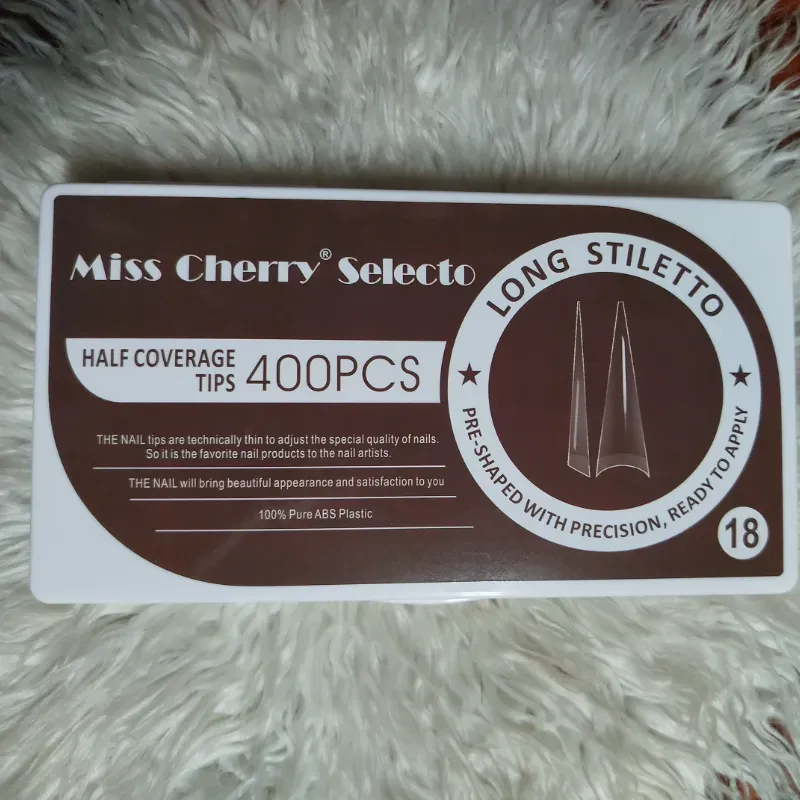 Miss Cherry® Selecto
HALF COVERAGE
TIPS 400PCS
THE NAIL tips are technically thin to adjust the special quality of nails.
So it is the favorite nail products to the nail artists.
THE NAIL will bring beautiful appearance and satisfaction to you
100% Pure ABS Plastic
LONG STILETTO
PRE-SHAPED WITH PRECISION, READY TO APPLY
18